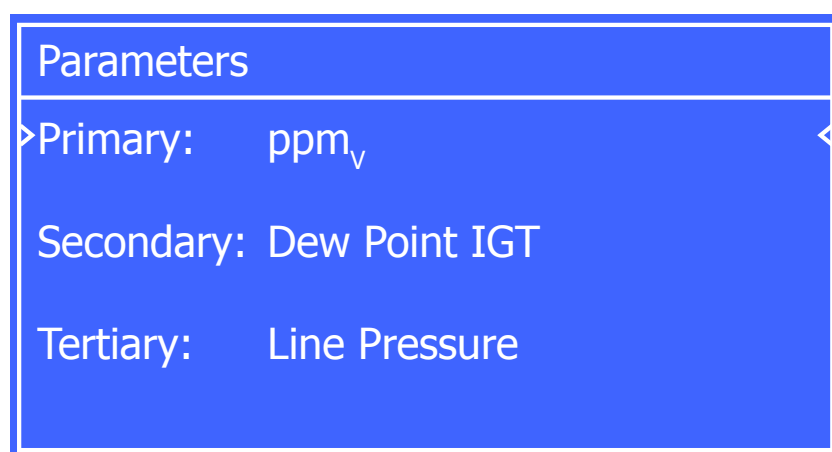 Parameters
>Primary: ppmV <
Secondary: Dew Point IGT
Tertiary: Line Pressure